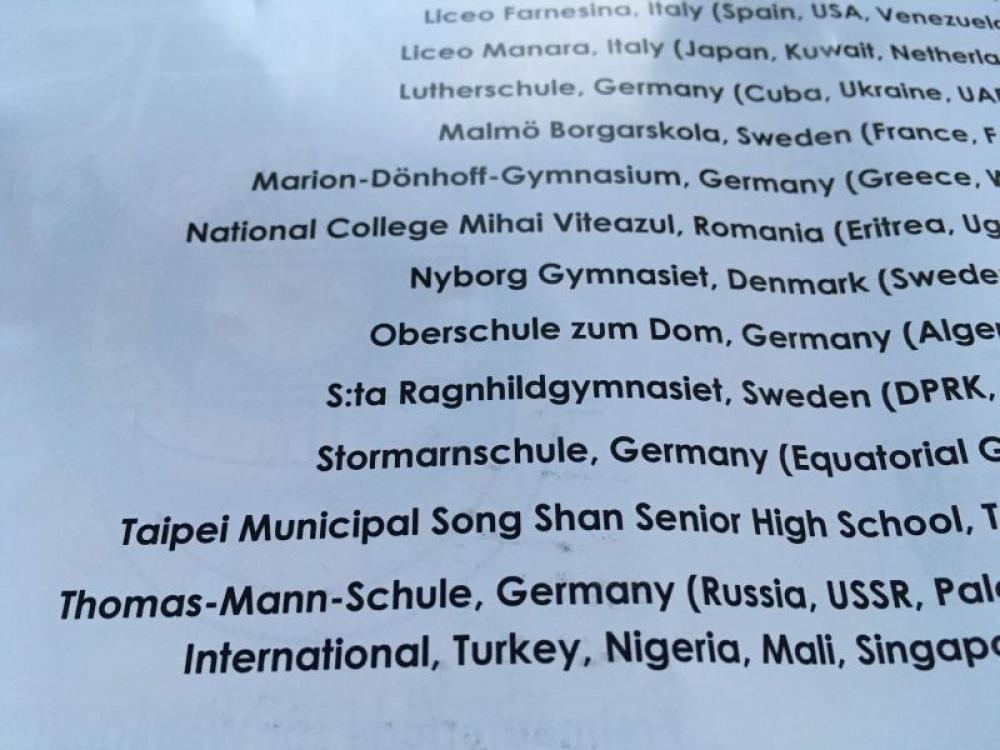 Liceo Farnesina, Italy (Spain, USA, Venezuel
Liceo Manara, Italy (Japan, Kuwait, Netherla
Lutherschule, Germany (Cuba, Ukraine, UA
Malmö Borgarskola, Sweden (France, F
Marion-Dönhoff-Gymnasium, Germany (Greece,
National College Mihai Viteazul, Romania (Eritrea, Ug
Nyborg Gymnasiet, Denmark (Swede
Oberschule zum Dom, Germany (Alge
S:ta Ragnhildgymnasiet, Sweden (DPRK,
Stormarnschule, Germany (Equatorial G
Taipei Municipal Song Shan Senior High School, T
Thomas-Mann-Schule, Germany (Russia, USSR, Pal
International, Turkey, Nigeria, Mali, Singap